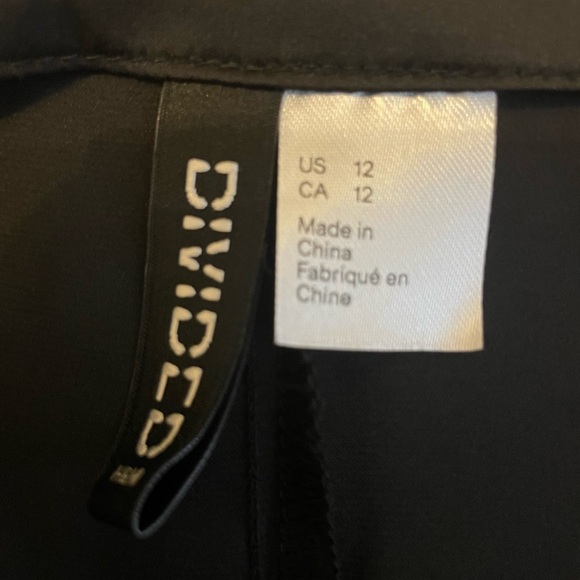 DIVIDED
H&M
US 12
CA 12
Made in
China
Fabriqué en
Chine